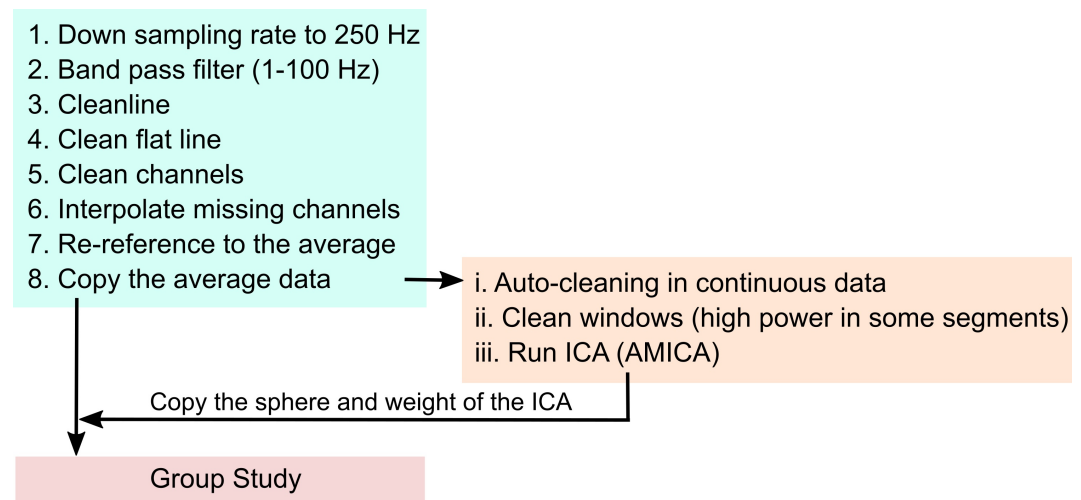 1. Down sampling rate to 250 Hz
2. Band pass filter (1-100 Hz)
3. Cleanline
4. Clean flat line
5. Clean channels
6. Interpolate missing channels
7. Re-reference to the average
8. Copy the average data
i. Auto-cleaning in continuous data
ii. Clean windows (high power in some segments)
iii. Run ICA (AMICA)
Copy the sphere and weight of the ICA
Group Study